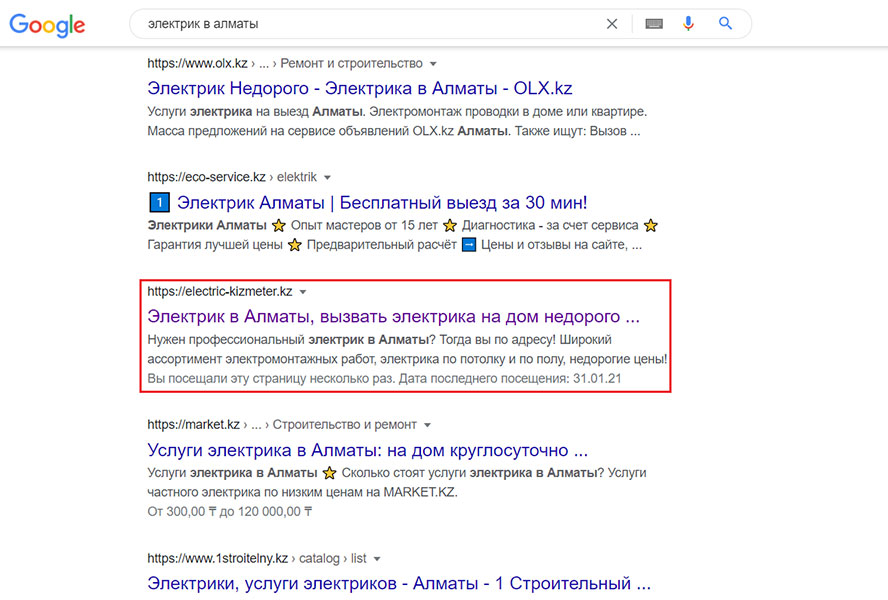 Google
электрик в алматы
https://www.olx.kz › ... › Ремонт и строительство
Электрик Недорого - Электрика в Алматы - OLX.kz
Услуги электрика на выезд Алматы. Электромонтаж проводки в доме или квартире.
Масса предложений на сервисе объявлений OLX.kz Алматы. Также ищут: Вызов ...
https://eco-service.kz › elektrik
1 Электрик Алматы | Бесплатный выезд за 30 мин!
Электрики Алматы ⭐ Опыт мастеров от 15 лет ⭐ Диагностика - за счет сервиса ⭐
Гарантия лучшей цены ⭐ Предварительный расчёт ➡ Цены и отзывы на сайте, ...
https://electric-kizmeter.kz
Электрик в Алматы, вызвать электрика на дом недорого ...
Нужен профессиональный электрик в Алматы? Тогда вы по адресу! Широкий
ассортимент электромонтажных работ, электрика по потолку и по полу, недорогие цены!
Вы посещали эту страницу несколько раз. Дата последнего посещения: 31.01.21
https://market.kz › ... › Строительство и ремонт
Услуги электрика в Алматы: на дом круглосуточно ...
Услуги электрика в Алматы ⭐ Сколько стоят услуги электрика в Алматы? Услуги
частного электрика по низким ценам на MARKET.KZ.
От 300,00 ₸ до 120 000,00 ₸
https://www.1stroitelny.kz › catalog › list
Электрики, услуги электриков - Алматы - 1 Строительный ...